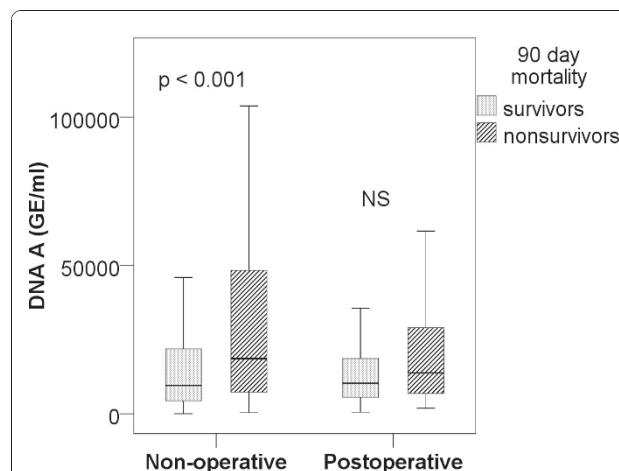 90 day
mortality
survivors
nonsurvivors
p < 0.001
NS
DNA A (GE/ml)
100000
50000
0
Non-operative
Postoperative